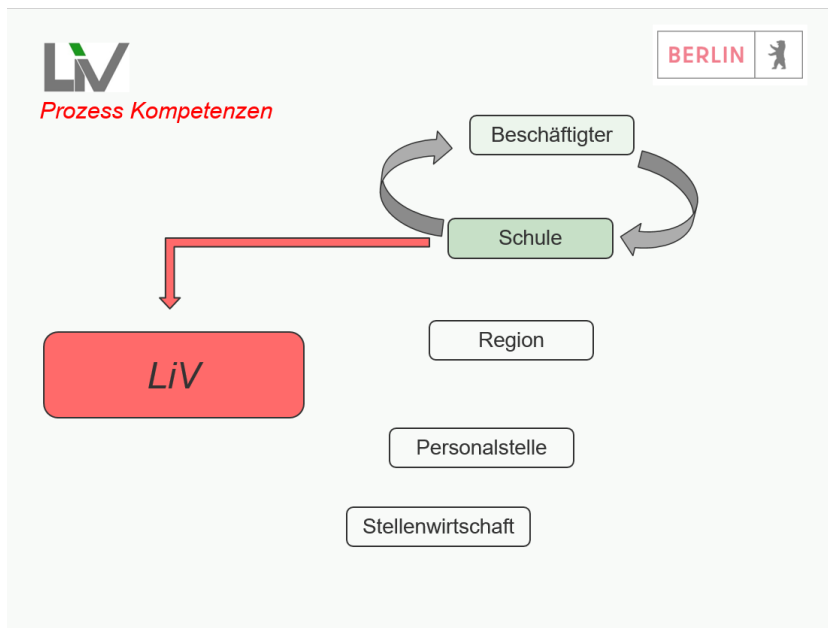 LiV
BERLIN
Prozess Kompetenzen
Beschäftigter
Schule
Region
LiV
Personalstelle
Stellenwirtschaft